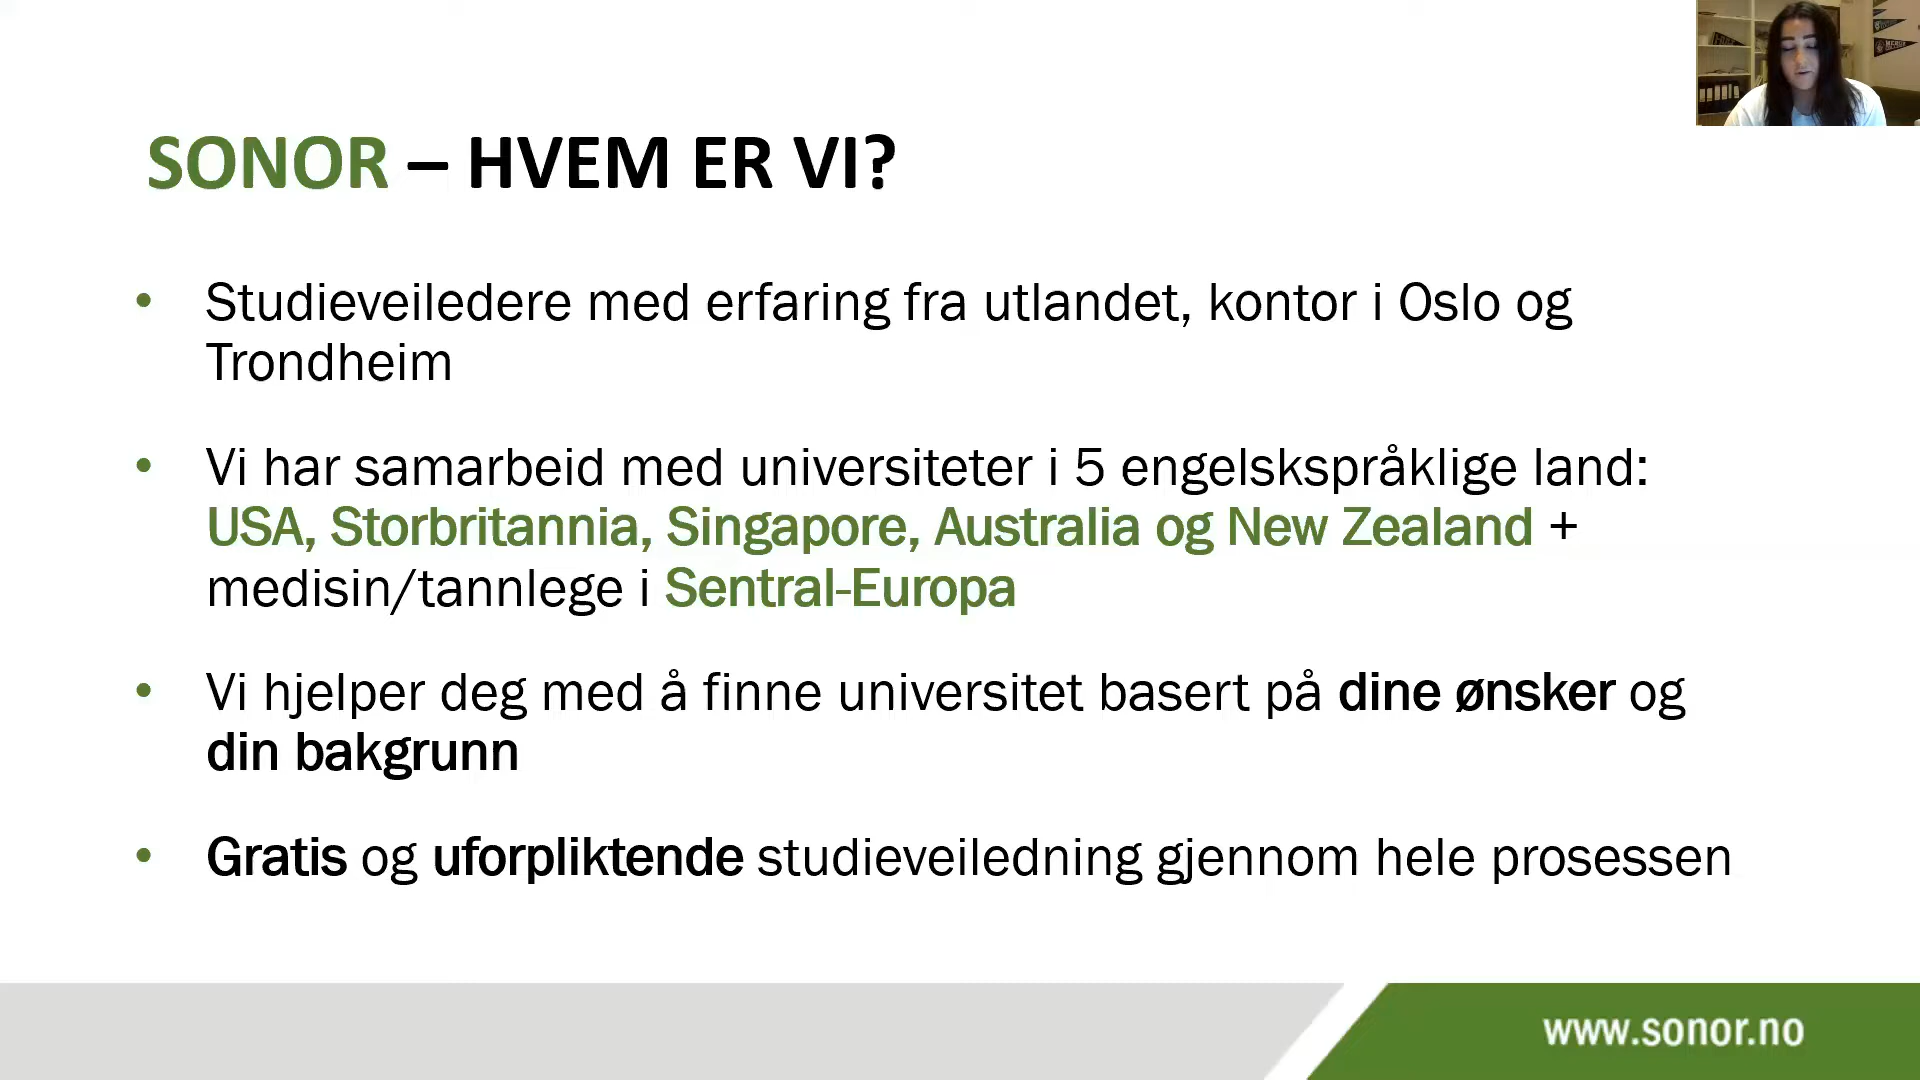 SONOR – HVEM ER VI?
• Studieveiledere med erfaring fra utlandet, kontor i Oslo og
Trondheim
• Vi har samarbeid med universiteter i 5 engelskspråklige land:
USA, Storbritannia, Singapore, Australia og New Zealand +
medisin/tannlege i Sentral-Europa
• Vi hjelper deg med å finne universitet basert på dine ønsker og
din bakgrunn
• Gratis og uforpliktende studieveiledning gjennom hele prosessen
www.sonor.no